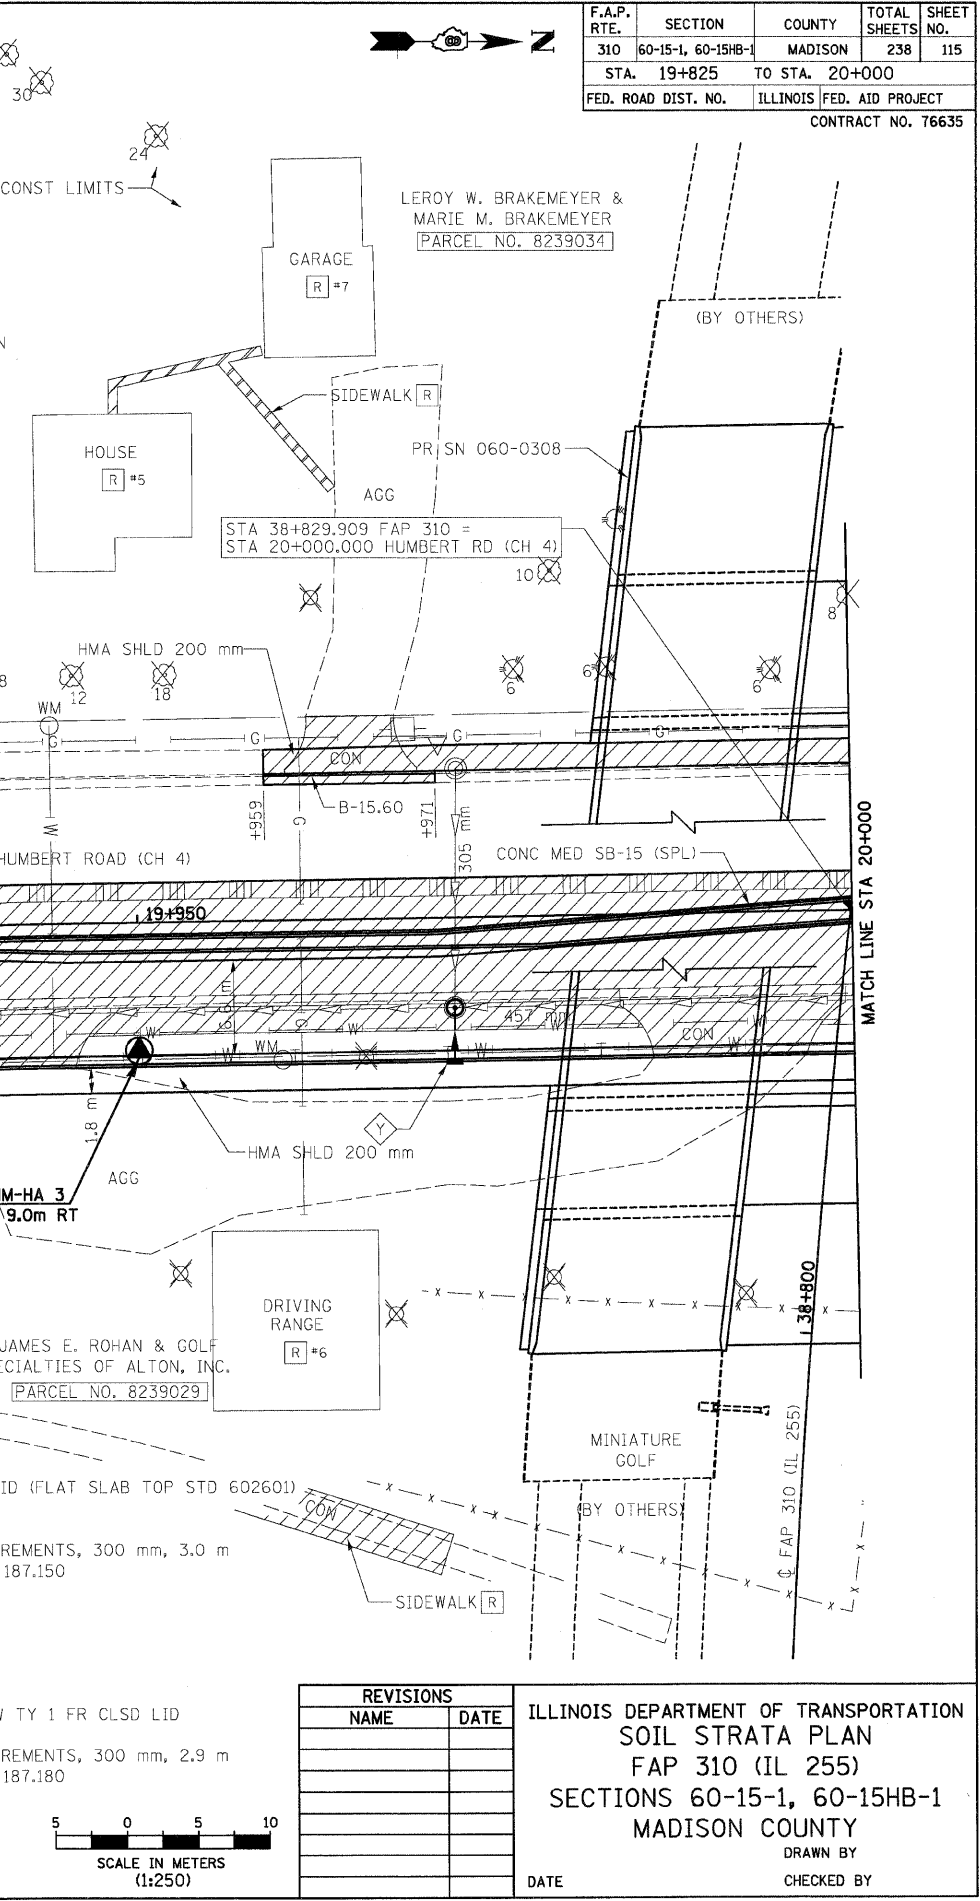 F.A.P. RTE. SECTION COUNTY TOTAL SHEETS SHEET NO.
310 60-15-1, 60-15HB-1 MADISON 238 115
STA. 19+825 TO STA. 20+000
FED. ROAD DIST. NO. ILLINOIS FED. AID PROJECT
CONTRACT NO. 76635
N
30
24
CONST LIMITS
LEROY W. BRAKEMEYER &
MARIE M. BRAKEMEYER
PARCEL NO. 8239034
GARAGE
R #7
(BY OTHERS)
N
SIDEWALK R
HOUSE
R #5
PR SN 060-0308
AGG
STA 38+829.909 FAP 310 =
STA 20+000.000 HUMBERT RD (CH 4)
10
8
HMA SHLD 200 mm
8
12
18
6
6
6
WM
G
G
G
G
CON
B-15.60
+959
+971
G
W
305 mm
HUMBERT ROAD (CH 4)
CONC MED SB-15 (SPL)
19+950
MATCH LINE STA 20+000
6.6 m
457 mm
W
W
W
W
CON
W
WM
W
W
T
W
1.8 m
Y
HMA SHLD 200 mm
AGG
M-HA 3
9.0m RT
DRIVING
RANGE
R #6
38+800
JAMES E. ROHAN & GOLF
ECIALTIES OF ALTON, INC.
PARCEL NO. 8239029
MINIATURE
GOLF
ID (FLAT SLAB TOP STD 602601)
CON
(BY OTHERS)
℄ FAP 310 (IL 255)
REMENTS, 300 mm, 3.0 m
187.150
SIDEWALK R
TY 1 FR CLSD LID
REMENTS, 300 mm, 2.9 m
187.180
5 0 5 10
SCALE IN METERS
(1:250)
REVISIONS
NAME DATE
ILLINOIS DEPARTMENT OF TRANSPORTATION
SOIL STRATA PLAN
FAP 310 (IL 255)
SECTIONS 60-15-1, 60-15HB-1
MADISON COUNTY
DRAWN BY
DATE CHECKED BY